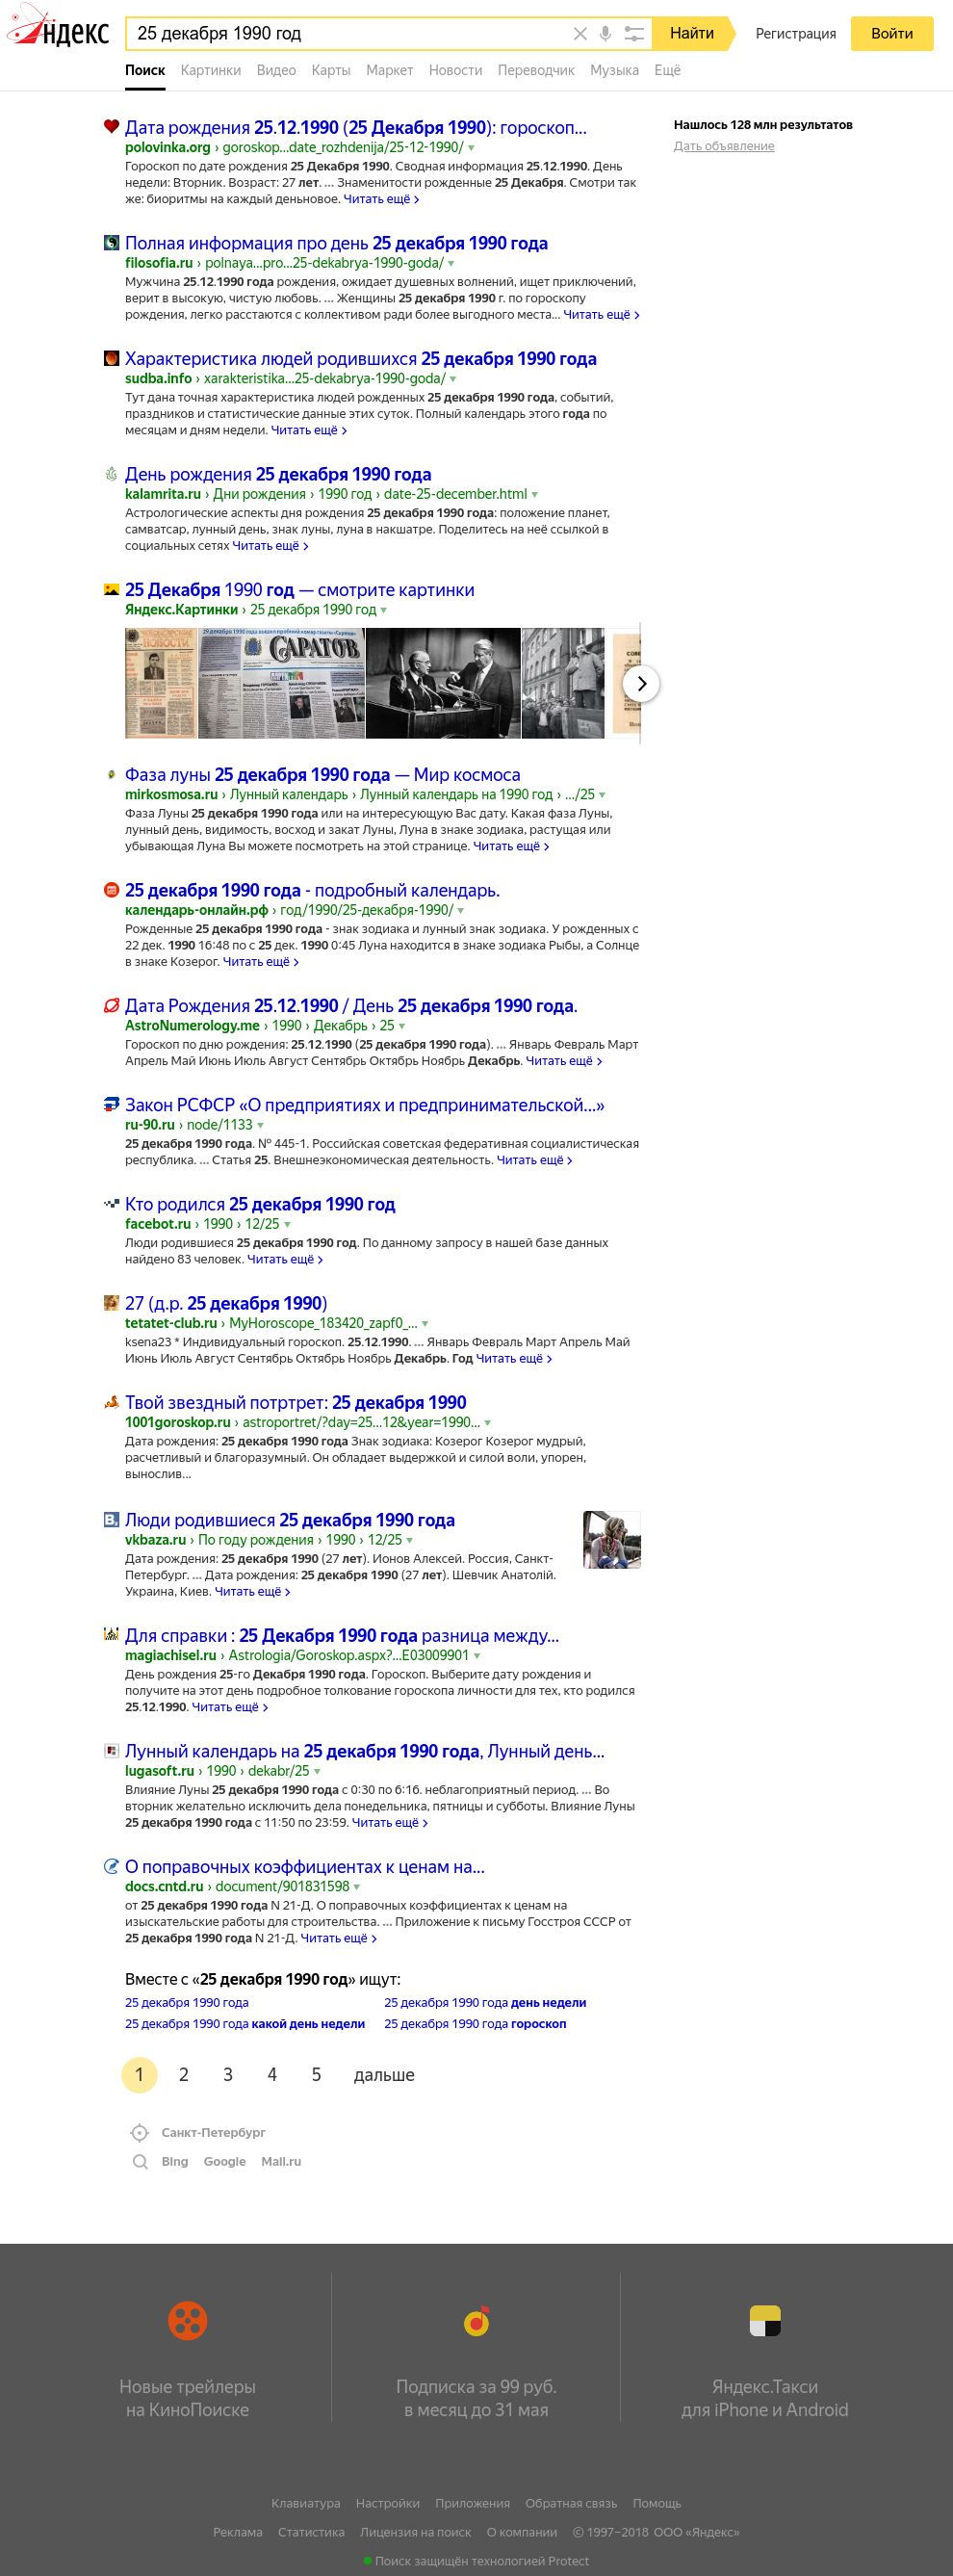 Яндекс
25 декабря 1990 год
Найти
Регистрация
Войти
Поиск Картинки Видео Карты Маркет Новости Переводчик Музыка Ещё
Нашлось 128 млн результатов
Дать объявление
Дата рождения 25.12.1990 (25 Декабря 1990): гороскоп...
polovinka.org › goroskop...date_rozhdenija/25-12-1990/
Гороскоп по дате рождения 25 Декабря 1990. Сводная информация 25.12.1990. День
недели: Вторник. Возраст: 27 лет. ... Знаменитости рожденные 25 Декабря. Смотри так
же: биоритмы на каждый деньновое. Читать ещё ›
Полная информация про день 25 декабря 1990 года
filosofia.ru › polnaya...pro...25-dekabrya-1990-goda/
Мужчина 25.12.1990 года рождения, ожидает душевных волнений, ищет приключений,
верит в высокую, чистую любовь. ... Женщины 25 декабря 1990 г. по гороскопу
рождения, легко расстаются с коллективом ради более выгодного места... Читать ещё ›
Характеристика людей родившихся 25 декабря 1990 года
sudba.info › xarakteristika...25-dekabrya-1990-goda/
Тут дана точная характеристика людей рожденных 25 декабря 1990 года, событий,
праздников и статистические данные этих суток. Полный календарь этого года по
месяцам и дням недели. Читать ещё ›
День рождения 25 декабря 1990 года
kalamrita.ru › Дни рождения › 1990 год › date-25-december.html
Астрологические аспекты дня рождения 25 декабря 1990 года: положение планет,
самватсар, лунный день, знак луны, луна в накшатре. Поделитесь на неё ссылкой в
социальных сетях Читать ещё ›
25 Декабря 1990 год — смотрите картинки
Яндекс.Картинки › 25 декабря 1990 год
НОВОСТИ
29 декабря 1990 года вышел пробный номер газеты «Саратов»
САРАТОВ
Фаза луны 25 декабря 1990 года — Мир космоса
mirkosmosa.ru › Лунный календарь › Лунный календарь на 1990 год › .../25
Фаза Луны 25 декабря 1990 года или на интересующую Вас дату. Какая фаза Луны,
лунный день, видимость, восход и закат Луны, Луна в знаке зодиака, растущая или
убывающая Луна Вы можете посмотреть на этой странице. Читать ещё ›
25 декабря 1990 года - подробный календарь.
календарь-онлайн.рф › год/1990/25-декабря-1990/
Рожденные 25 декабря 1990 года - знак зодиака и лунный знак зодиака. У рожденных с
22 дек. 1990 16:48 по с 25 дек. 1990 0:45 Луна находится в знаке зодиака Рыбы, а Солнце
в знаке Козерог. Читать ещё ›
Дата Рождения 25.12.1990 / День 25 декабря 1990 года.
AstroNumerology.me › 1990 › Декабрь › 25
Гороскоп по дню рождения: 25.12.1990 (25 декабря 1990 года). ... Январь Февраль Март
Апрель Май Июнь Июль Август Сентябрь Октябрь Ноябрь Декабрь. Читать ещё ›
Закон РСФСР «О предприятиях и предпринимательской...»
ru-90.ru › node/1133
25 декабря 1990 года. № 445-1. Российская советская федеративная социалистическая
республика. ... Статья 25. Внешнеэкономическая деятельность. Читать ещё ›
Кто родился 25 декабря 1990 год
facebot.ru › 1990 › 12/25
Люди родившиеся 25 декабря 1990 год. По данному запросу в нашей базе данных
найдено 83 человек. Читать ещё ›
27 (д.р. 25 декабря 1990)
tetatet-club.ru › MyHoroscope_183420_zapf0_...
ksena23 * Индивидуальный гороскоп. 25.12.1990. ... Январь Февраль Март Апрель Май
Июнь Июль Август Сентябрь Октябрь Ноябрь Декабрь. Год Читать ещё ›
Твой звездный потртрет: 25 декабря 1990
1001goroskop.ru › astroportret/?day=25...12&year=1990...
Дата рождения: 25 декабря 1990 года Знак зодиака: Козерог Козерог мудрый,
расчетливый и благоразумный. Он обладает выдержкой и силой воли, упорен,
вынослив...
Люди родившиеся 25 декабря 1990 года
vkbaza.ru › По году рождения › 1990 › 12/25
Дата рождения: 25 декабря 1990 (27 лет). Ионов Алексей. Россия, Санкт-
Петербург. ... Дата рождения: 25 декабря 1990 (27 лет). Шевчик Анатолій.
Украина, Киев. Читать ещё ›
Для справки : 25 Декабря 1990 года разница между...
magiachisel.ru › Astrologia/Goroskop.aspx?...E03009901
День рождения 25-го Декабря 1990 года. Гороскоп. Выберите дату рождения и
получите на этот день подробное толкование гороскопа личности для тех, кто родился
25.12.1990. Читать ещё ›
Лунный календарь на 25 декабря 1990 года, Лунный день...
lugasoft.ru › 1990 › dekabr/25
Влияние Луны 25 декабря 1990 года с 0:30 по 6:16. неблагоприятный период. ... Во
вторник желательно исключить дела понедельника, пятницы и субботы. Влияние Луны
25 декабря 1990 года с 11:50 по 23:59. Читать ещё ›
О поправочных коэффициентах к ценам на...
docs.cntd.ru › document/901831598
от 25 декабря 1990 года N 21-Д. О поправочных коэффициентах к ценам на
изыскательские работы для строительства. ... Приложение к письму Госстроя СССР от
25 декабря 1990 года N 21-Д. Читать ещё ›
Вместе с «25 декабря 1990 год» ищут:
25 декабря 1990 года
25 декабря 1990 года день недели
25 декабря 1990 года какой день недели
25 декабря 1990 года гороскоп
1 2 3 4 5 дальше
Санкт-Петербург
Bing Google Mail.ru
Новые трейлеры
на КиноПоиске
Подписка за 99 руб.
в месяц до 31 мая
Яндекс.Такси
для iPhone и Android
Клавиатура Настройки Приложения Обратная связь Помощь
Реклама Статистика Лицензия на поиск О компании © 1997–2018 ООО «Яндекс»
Поиск защищён технологией Protect